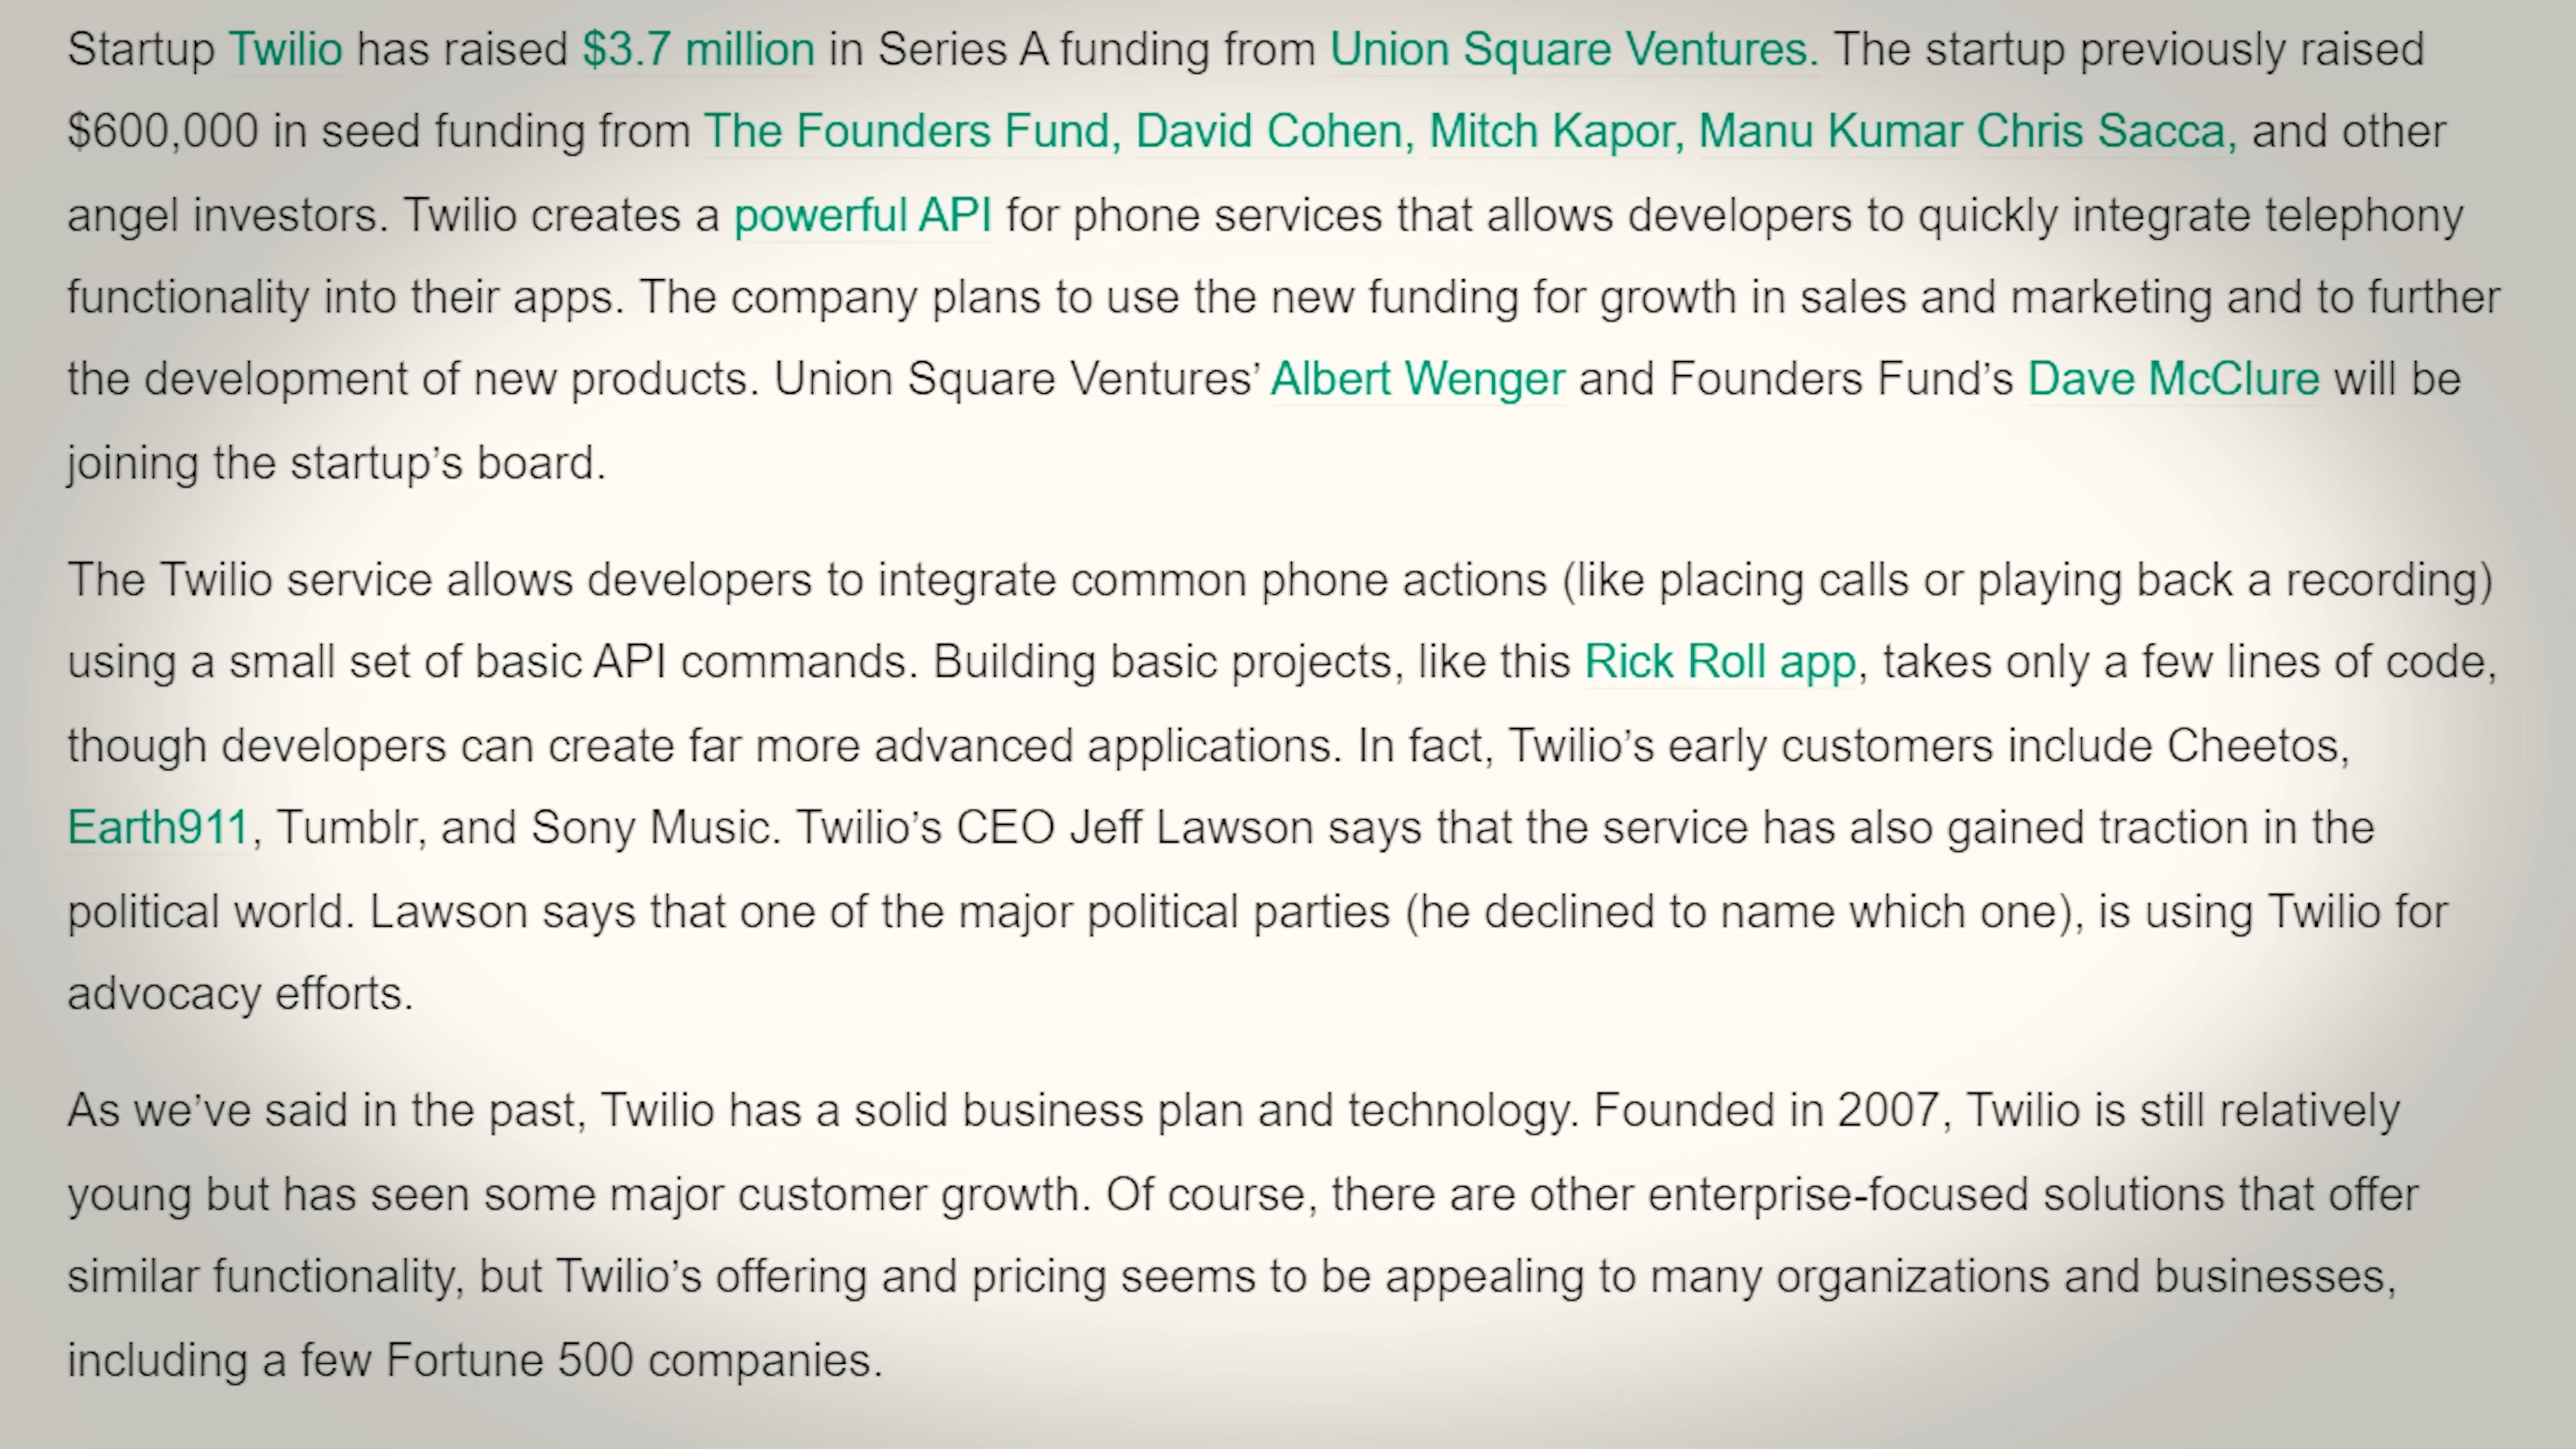 Startup Twilio has raised $3.7 million in Series A funding from Union Square Ventures. The startup previously raised
$600,000 in seed funding from The Founders Fund, David Cohen, Mitch Kapor, Manu Kumar Chris Sacca, and other
angel investors. Twilio creates a powerful API for phone services that allows developers to quickly integrate telephony
functionality into their apps. The company plans to use the new funding for growth in sales and marketing and to further
the development of new products. Union Square Ventures’ Albert Wenger and Founders Fund’s Dave McClure will be
joining the startup’s board.
The Twilio service allows developers to integrate common phone actions (like placing calls or playing back a recording)
using a small set of basic API commands. Building basic projects, like this Rick Roll app, takes only a few lines of code,
though developers can create far more advanced applications. In fact, Twilio’s early customers include Cheetos,
Earth911, Tumblr, and Sony Music. Twilio’s CEO Jeff Lawson says that the service has also gained traction in the
political world. Lawson says that one of the major political parties (he declined to name which one), is using Twilio for
advocacy efforts.
As we’ve said in the past, Twilio has a solid business plan and technology. Founded in 2007, Twilio is still relatively
young but has seen some major customer growth. Of course, there are other enterprise-focused solutions that offer
similar functionality, but Twilio’s offering and pricing seems to be appealing to many organizations and businesses,
including a few Fortune 500 companies.